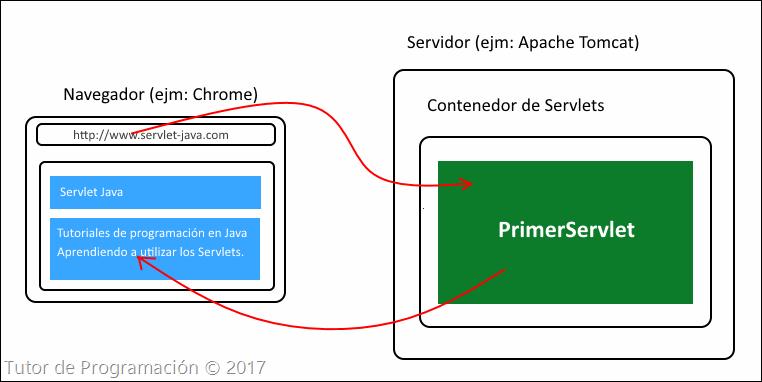 Servidor (ejm: Apache Tomcat)
Navegador (ejm: Chrome)
Contenedor de Servlets
http://www.servlet-java.com
Servlet Java
Tutoriales de programación en Java
Aprendiendo a utilizar los Servlets.
PrimerServlet
Tutor de Programación © 2017